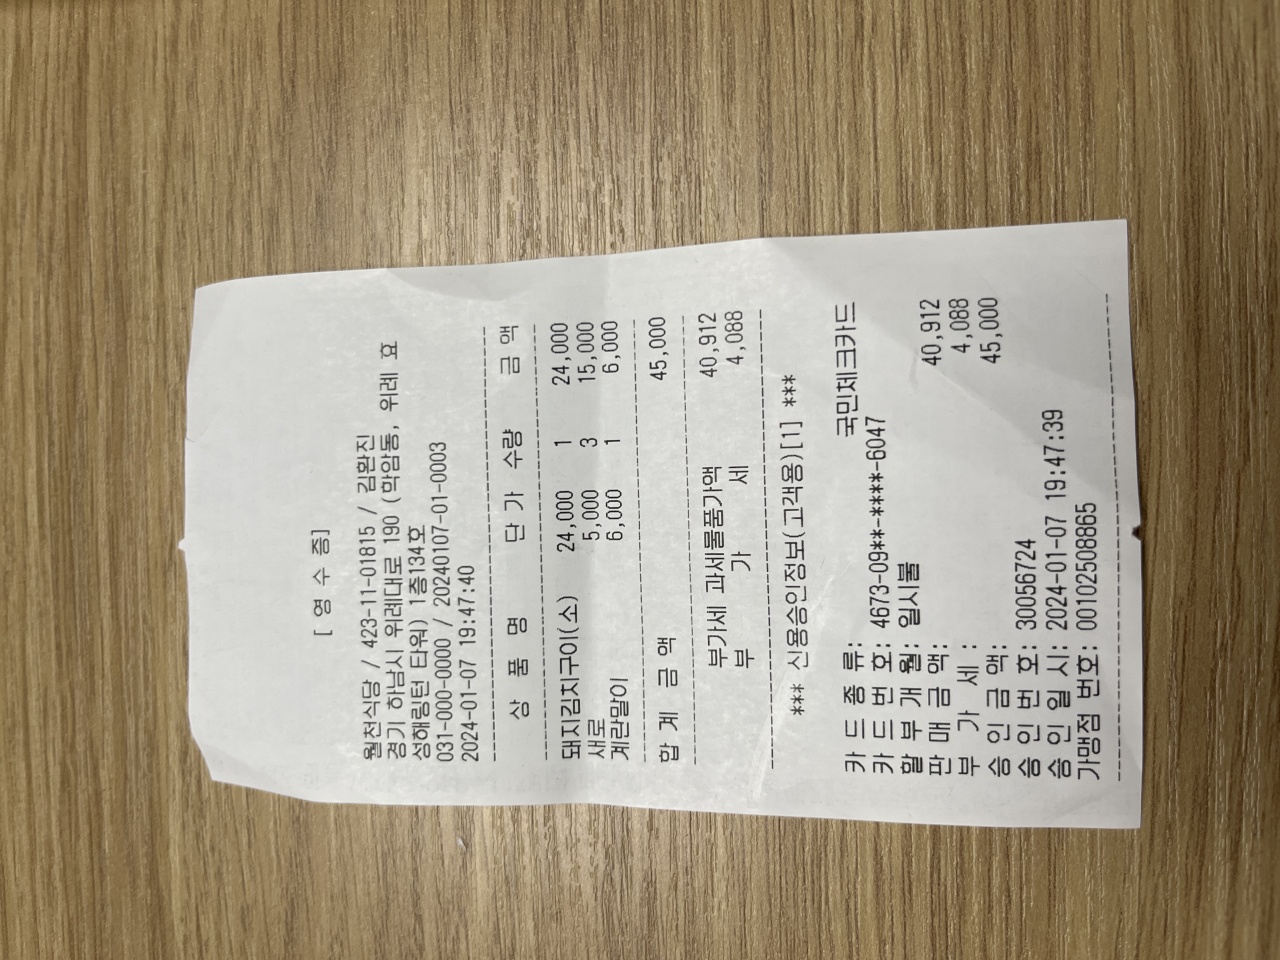 [ 영 수 증]
월천식당 / 423-11-01815 / 김환진
경기 하남시 위례대로 190 (학암동, 위례 효
성해링턴 타워) 1층134호
031-000-0000 / 20240107-01-0003
2024-01-07 19:47:40
상 품 명 단 가 수량 금 액
돼지김치구이(소) 24,000 1 24,000
새로 5,000 3 15,000
계란말이 6,000 1 6,000
합 계 금 액 45,000
부가세 과세물품가액 40,912
부 가 세 4,088
*** 신용승인정보(고객용)[1] ***
카 드 종 류: 국민체크카드
카 드 번 호: 4673-09**-****-6047
할 부 개 월: 일시불
판 매 금 액: 40,912
부 가 세 : 4,088
승 인 금 액: 45,000
승 인 번 호: 30056724
승 인 일 시: 2024-01-07 19:47:39
가맹점 번호: 00102508865